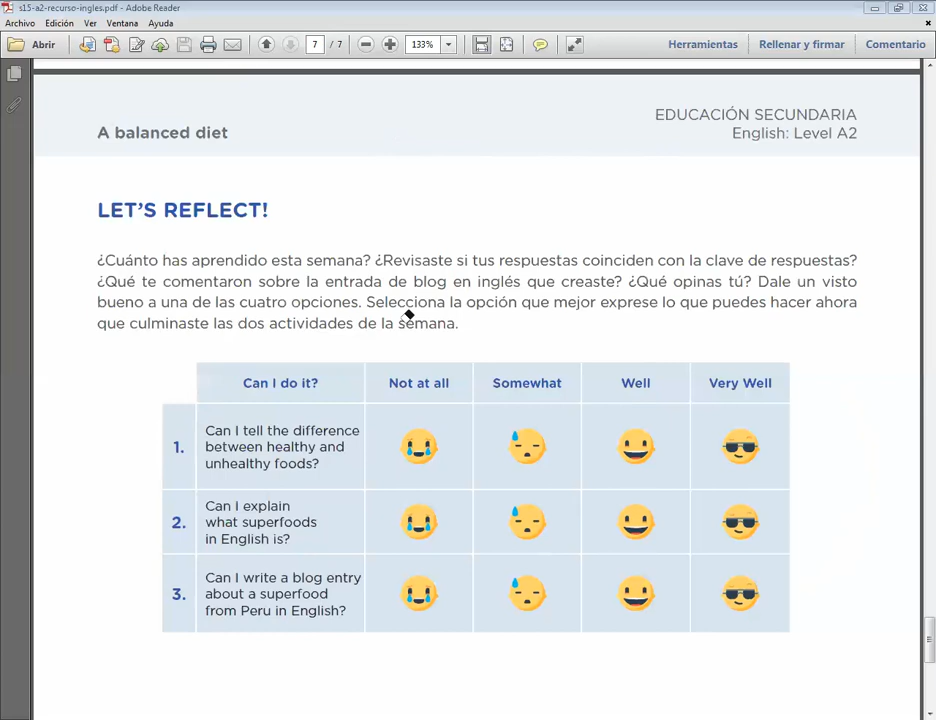 s15-a2-recurso-ingles.pdf - Adobe Reader
Archivo Edición Ver Ventana Ayuda
Abrir 7 / 7 133% Herramientas Rellenar y firmar Comentario
A balanced diet
EDUCACIÓN SECUNDARIA
English: Level A2
LET'S REFLECT!
¿Cuánto has aprendido esta semana? ¿Revisaste si tus respuestas coinciden con la clave de respuestas?
¿Qué te comentaron sobre la entrada de blog en inglés que creaste? ¿Qué opinas tú? Dale un visto
bueno a una de las cuatro opciones. Selecciona la opción que mejor exprese lo que puedes hacer ahora
que culminaste las dos actividades de la semana.
Can I do it? Not at all Somewhat Well Very Well
1. Can I tell the difference
between healthy and
unhealthy foods?
2. Can I explain
what superfoods
in English is?
3. Can I write a blog entry
about a superfood
from Peru in English?